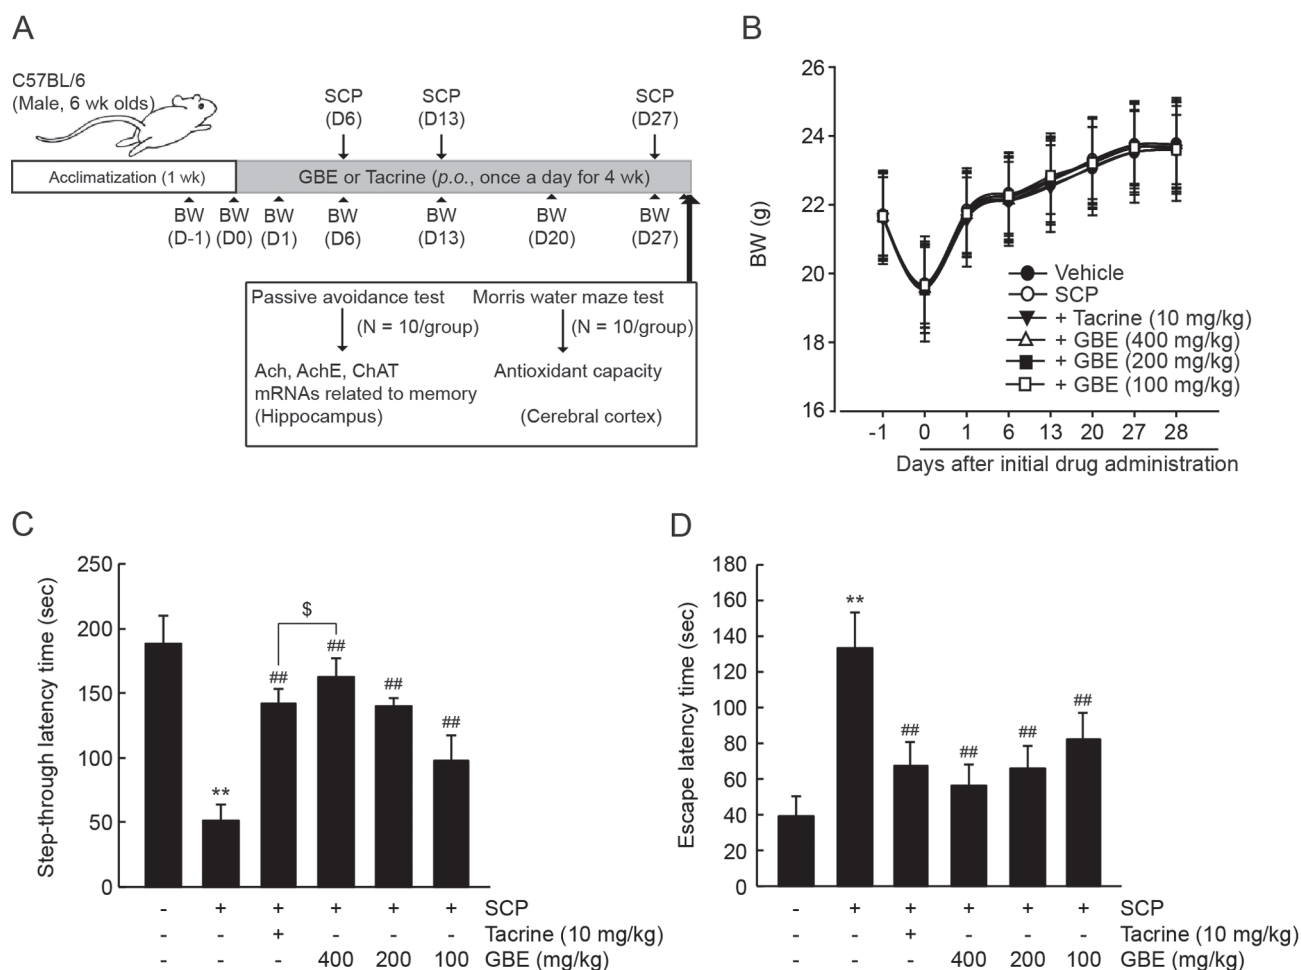 A
C57BL/6
(Male, 6 wk olds)
SCP
(D6)
SCP
(D13)
SCP
(D27)
Acclimatization (1 wk)
GBE or Tacrine (p.o., once a day for 4 wk)
BW
(D-1)
BW
(D0)
BW
(D1)
BW
(D6)
BW
(D13)
BW
(D20)
BW
(D27)
Passive avoidance test
(N = 10/group)
Ach, AchE, ChAT
mRNAs related to memory
(Hippocampus)
Morris water maze test
(N = 10/group)
Antioxidant capacity
(Cerebral cortex)
B
BW (g)
26
24
22
20
18
16
Vehicle
SCP
+ Tacrine (10 mg/kg)
+ GBE (400 mg/kg)
+ GBE (200 mg/kg)
+ GBE (100 mg/kg)
-1 0 1 6 13 20 27 28
Days after initial drug administration
C
Step-through latency time (sec)
250
200
150
100
50
0
**
##
$
##
##
##
- + + + + + SCP
- - + - - - Tacrine (10 mg/kg)
- - - 400 200 100 GBE (mg/kg)
D
Escape latency time (sec)
180
160
140
120
100
80
60
40
20
0
**
##
##
##
##
- + + + + + SCP
- - + - - - Tacrine (10 mg/kg)
- - - 400 200 100 GBE (mg/kg)